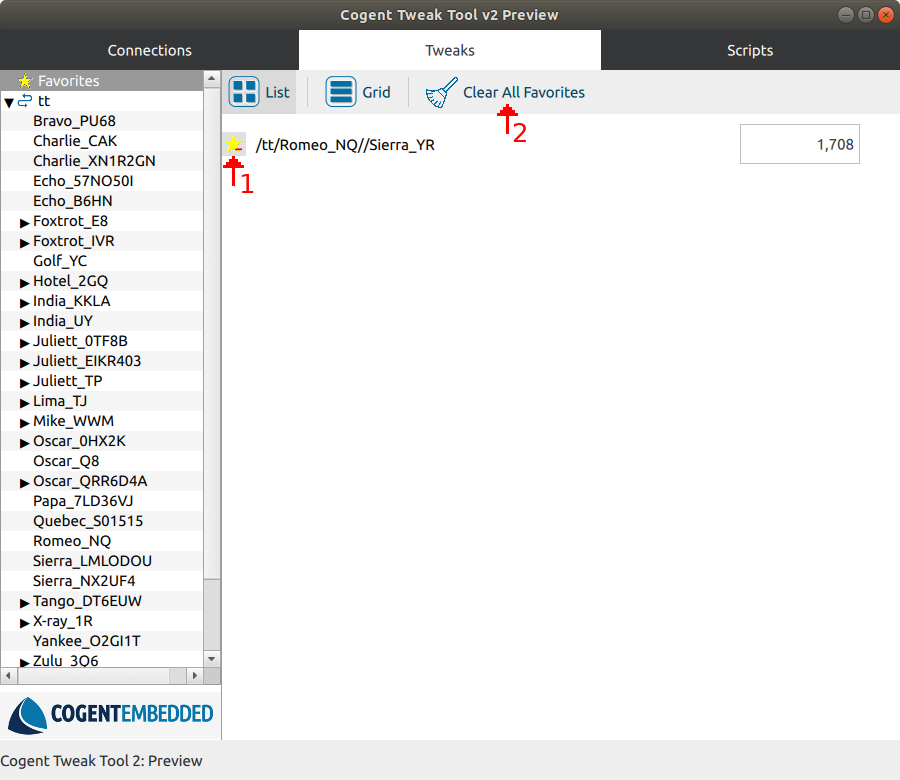 Cogent Tweak Tool v2 Preview
Connections
Tweaks
Scripts
Favorites
List
Grid
Clear All Favorites
tt
Bravo_PU68
Charlie_CAK
Charlie_XN1R2GN
Echo_57NO50I
Echo_B6HN
Foxtrot_E8
Foxtrot_IVR
Golf_YC
Hotel_2GQ
India_KKLA
India_UY
Juliett_0TF8B
Juliett_EIKR403
Juliett_TP
Lima_TJ
Mike_WWM
Oscar_0HX2K
Oscar_Q8
Oscar_QRR6D4A
Papa_7LD36VJ
Quebec_S01515
Romeo_NQ
Sierra_LMLODOU
Sierra_NX2UF4
Tango_DT6EUW
X-ray_1R
Yankee_O2GI1T
Zulu_3Q6
2
/tt/Romeo_NQ//Sierra_YR
1,708
1
COGENTEMBEDDED
Cogent Tweak Tool 2: Preview